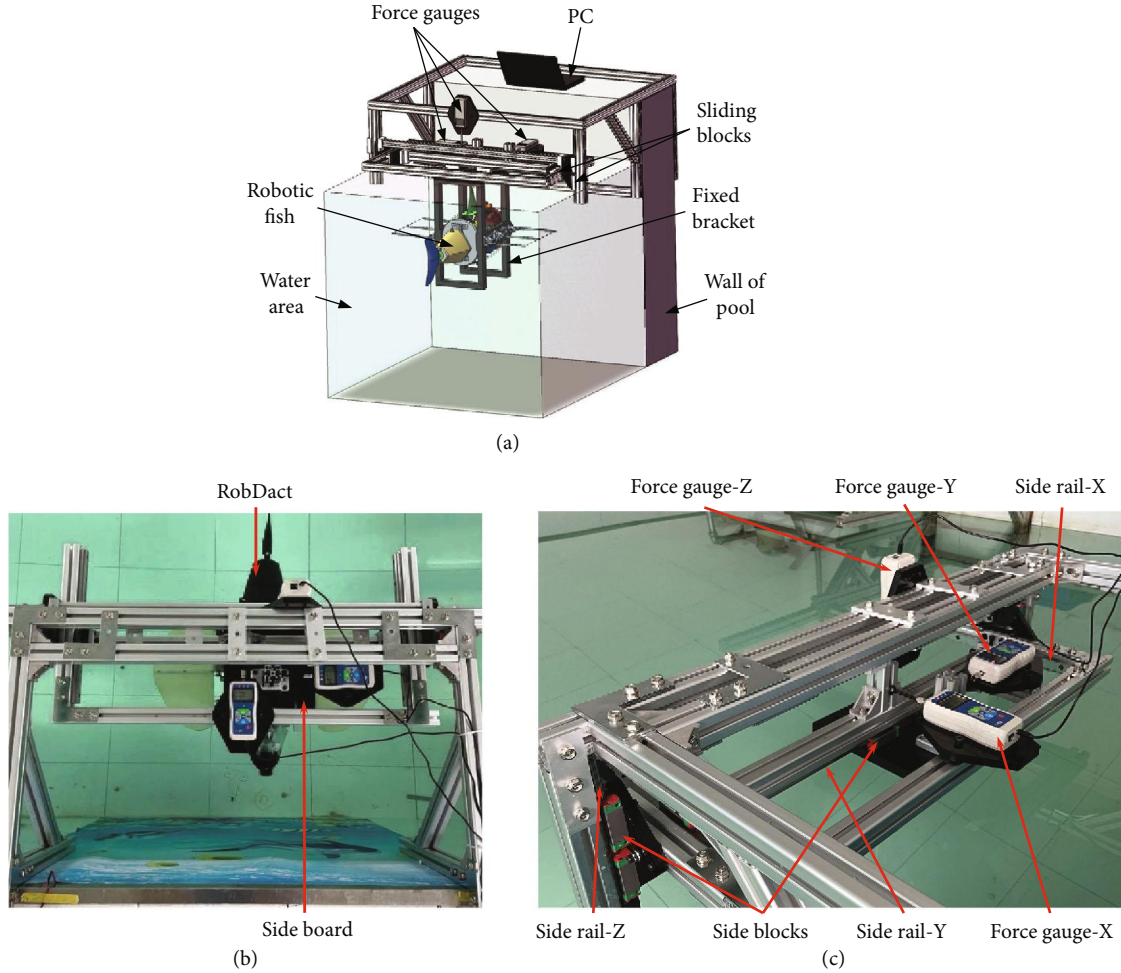 Force gauges
PC
Sliding
blocks
Robotic
fish
Fixed
bracket
Water
area
Wall of
pool
(a)
RobDact
Side board
(b)
Force gauge-Z
Force gauge-Y
Side rail-X
Side rail-Z
Side blocks
Side rail-Y
Force gauge-X
(c)